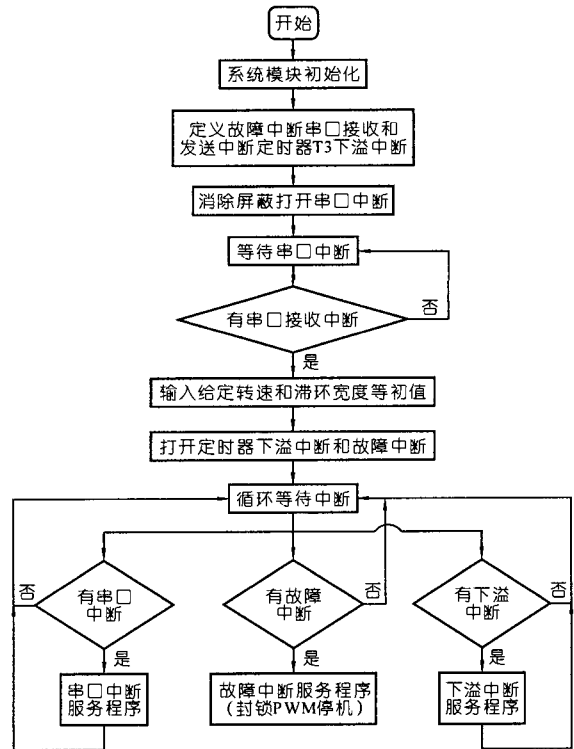 开始
系统模块初始化
定义故障中断串口接收和
发送中断定时器T3下溢中断
消除屏蔽打开串口中断
等待串口中断
有串口接收中断
否
是
输入给定转速和滞环宽度等初值
打开定时器下溢中断和故障中断
循环等待中断
否
有串口
中断
有故障
中断
否
有下溢
中断
否
是
是
是
串口中断
服务程序
故障中断服务程序
(封锁PWM停机)
下溢中断
服务程序